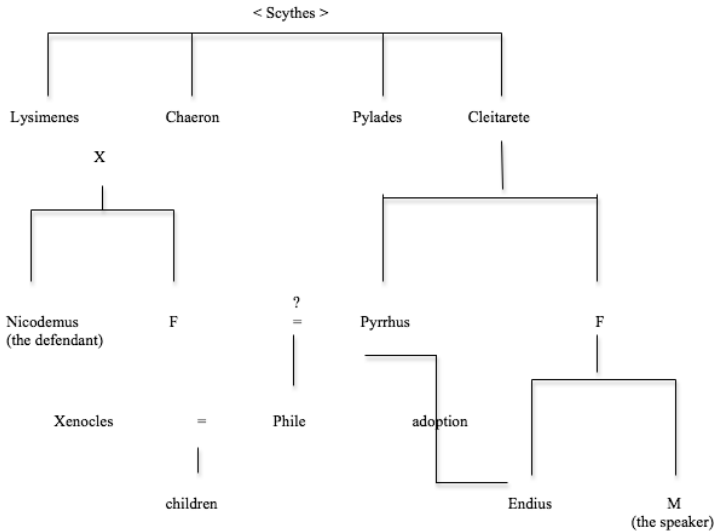 < Scythes >
Lysimenes Chaeron Pylades Cleitarete
X
?
Nicodemus F = Pyrrhus F
(the defendant)
Xenocles = Phile adoption
children Endius M
(the speaker)